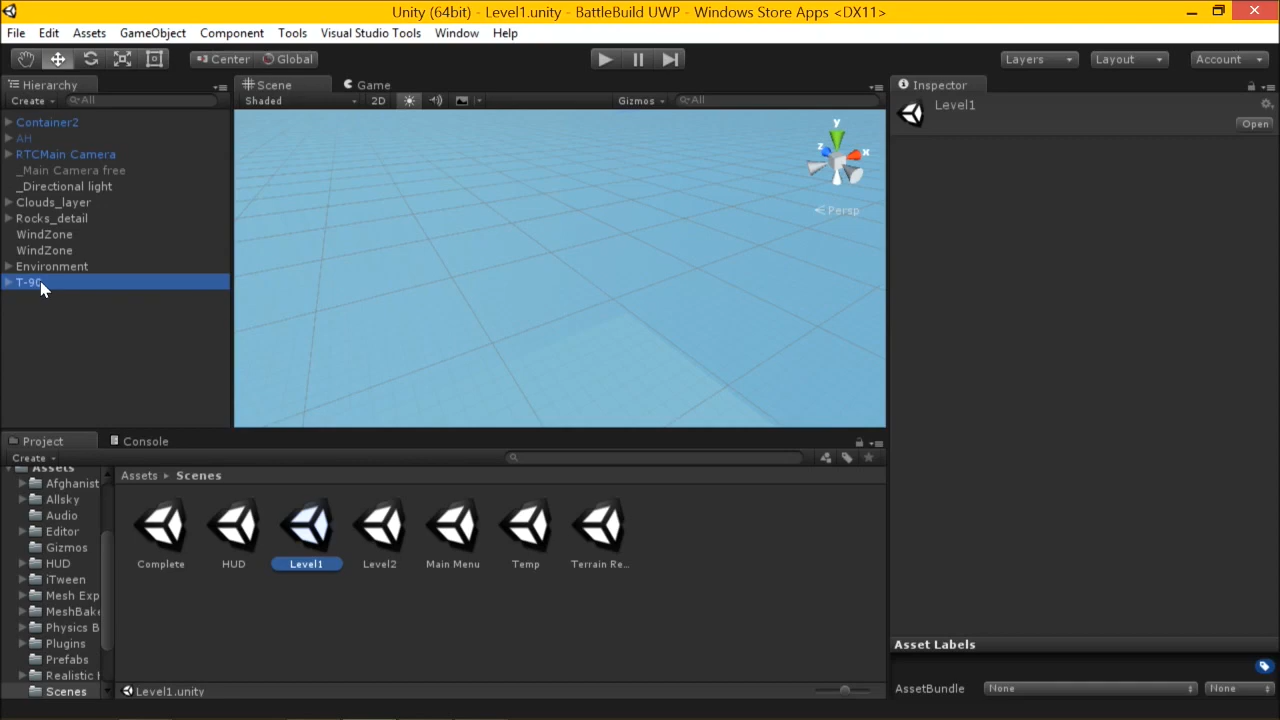 Unity (64bit) - Level1.unity - BattleBuild UWP - Windows Store Apps <DX11>
File Edit Assets GameObject Component Tools Visual Studio Tools Window Help
Center Global Layers Layout Account
Hierarchy
Create All
Container2
AH
RTCMain Camera
_Main Camera free
_Directional light
Clouds_layer
Rocks_detail
WindZone
WindZone
Environment
T-90
Scene Game
Shaded 2D Gizmos All
y
z x
Persp
Inspector
Level1
Open
Project Console
Create
Assets
Afghanist
Allsky
Audio
Editor
Gizmos
HUD
iTween
Mesh Exp
MeshBake
Physics B
Plugins
Prefabs
Realistic
Scenes
Assets Scenes
Complete HUD Level1 Level2 Main Menu Temp Terrain Re...
Level1.unity
Asset Labels
AssetBundle None None